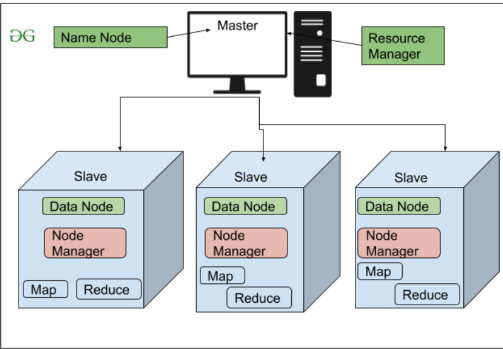 Name Node
Master
Resource
Manager
Slave
Data Node
Node
Manager
Map
Reduce
Slave
Data Node
Node
Manager
Map
Reduce
Slave
Data Node
Node
Manager
Map
Reduce